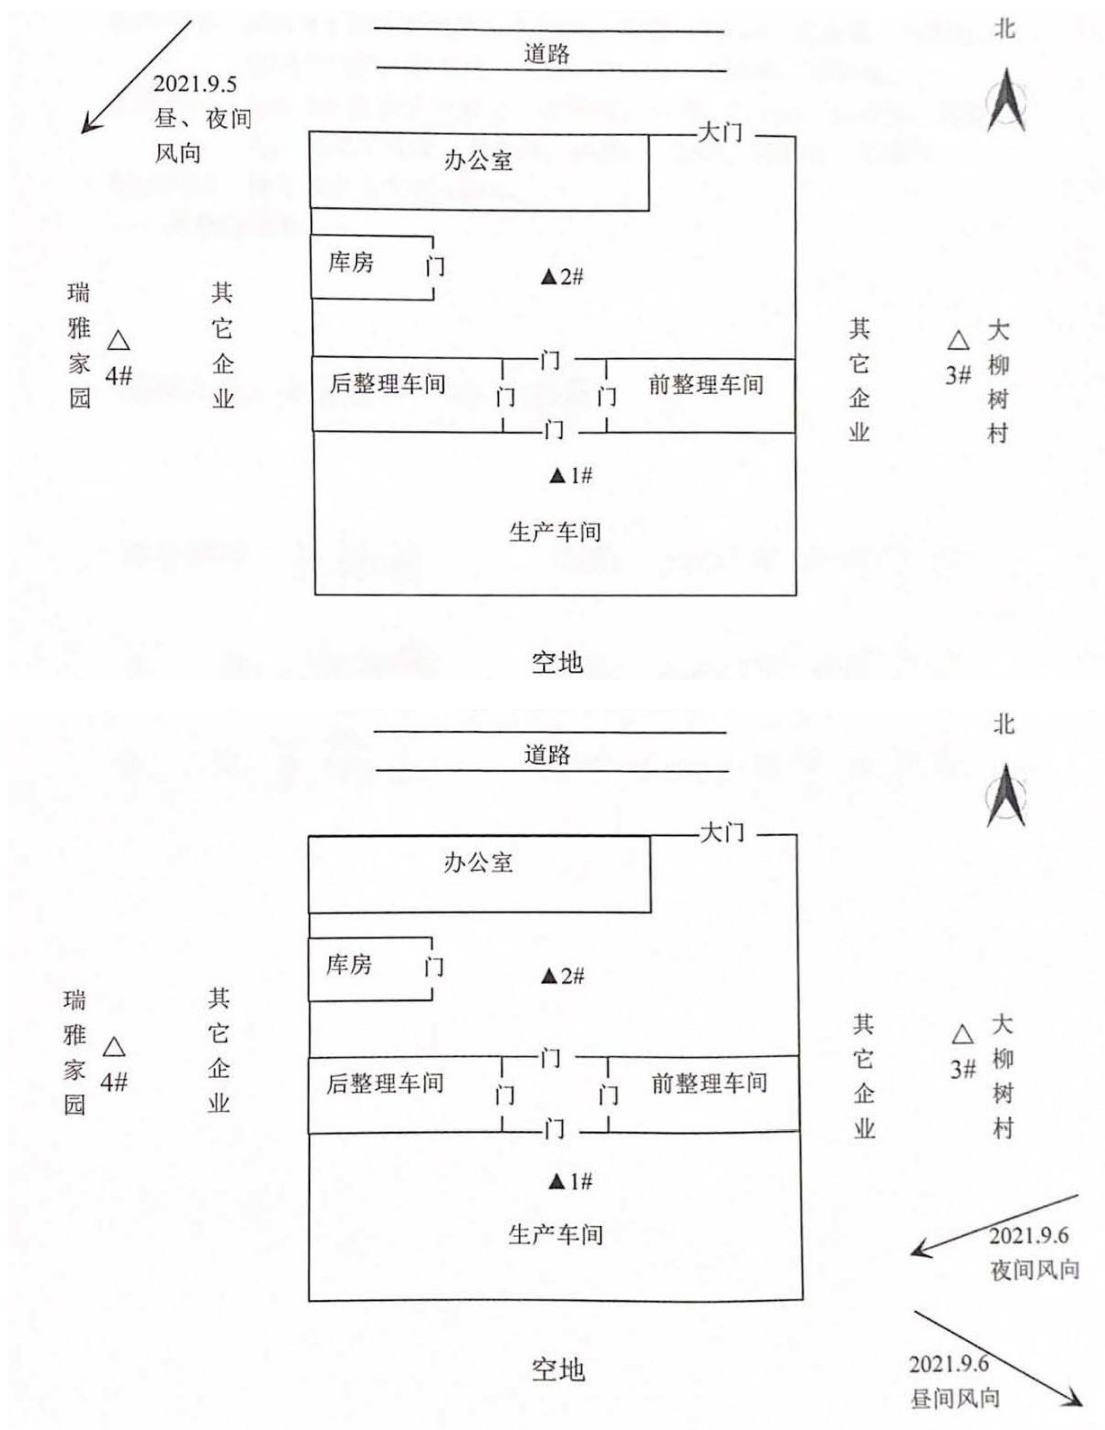 北
道路
2021.9.5
昼、夜间
风向
大门
办公室
库房
门
▲2#
瑞雅家园
△
4#
其它企业
其它企业
△
3#
大柳树村
门
后整理车间
门
门
前整理车间
门
▲1#
生产车间
空地
北
道路
大门
办公室
库房
门
▲2#
瑞雅家园
△
4#
其它企业
其它企业
△
3#
大柳树村
门
后整理车间
门
门
前整理车间
门
▲1#
生产车间
2021.9.6
夜间风向
空地
2021.9.6
昼间风向